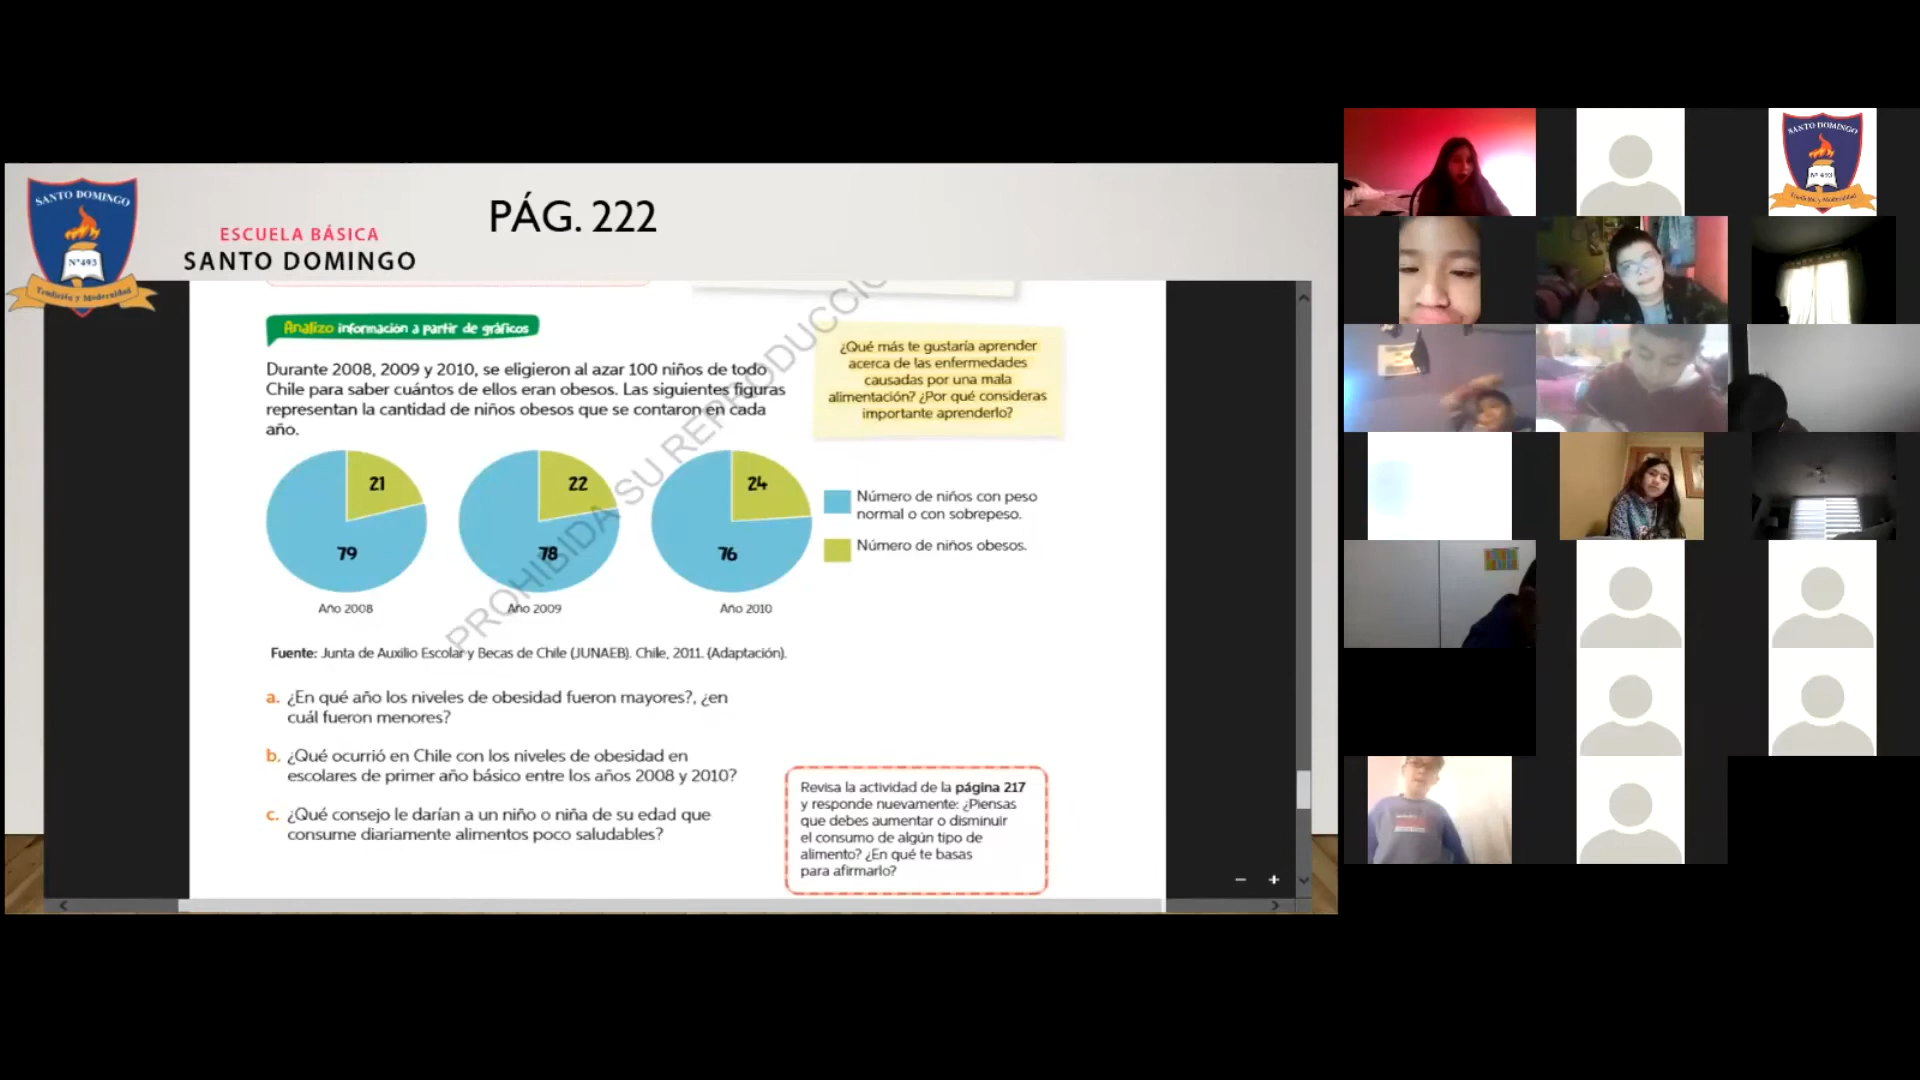 SANTO DOMINGO
N°493
Tradición y Modernidad
ESCUELA BÁSICA
SANTO DOMINGO
PÁG. 222
Analizo información a partir de gráficos
Durante 2008, 2009 y 2010, se eligieron al azar 100 niños de todo
Chile para saber cuántos de ellos eran obesos. Las siguientes figuras
representan la cantidad de niños obesos que se contaron en cada
año.
¿Qué más te gustaría aprender
acerca de las enfermedades
causadas por una mala
alimentación? ¿Por qué consideras
importante aprenderlo?
21
79
Año 2008
22
78
Año 2009
24
76
Año 2010
Número de niños con peso
normal o con sobrepeso.
Número de niños obesos.
PROHIBIDA SU REPRODUCCIÓ
Fuente: Junta de Auxilio Escolar y Becas de Chile (JUNAEB). Chile, 2011. (Adaptación).
a. ¿En qué año los niveles de obesidad fueron mayores?, ¿en
cuál fueron menores?
b. ¿Qué ocurrió en Chile con los niveles de obesidad en
escolares de primer año básico entre los años 2008 y 2010?
c. ¿Qué consejo le darían a un niño o niña de su edad que
consume diariamente alimentos poco saludables?
Revisa la actividad de la página 217
y responde nuevamente: ¿Piensas
que debes aumentar o disminuir
el consumo de algún tipo de
alimento? ¿En qué te basas
para afirmarlo?
SANTO DOMINGO
N° 493
Tradición y Modernidad